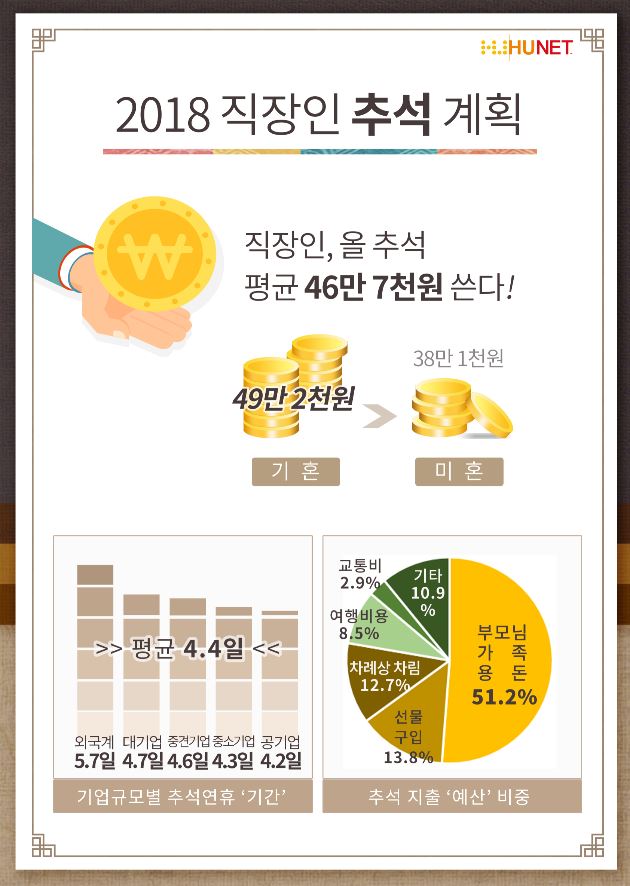 HUNET
2018 직장인 추석 계획
₩
직장인, 올 추석
평균 46만 7천원 쓴다!
49만 2천원
38만 1천원
기 혼
미 혼
>> 평균 4.4일 <<
외국계 대기업 중견기업 중소기업 공기업
5.7일 4.7일 4.6일 4.3일 4.2일
기업규모별 추석연휴 ‘기간’
교통비
2.9%
기타
10.9
%
여행비용
8.5%
차례상 차림
12.7%
선물
구입
13.8%
부모님
가 족
용 돈
51.2%
추석 지출 ‘예산’ 비중